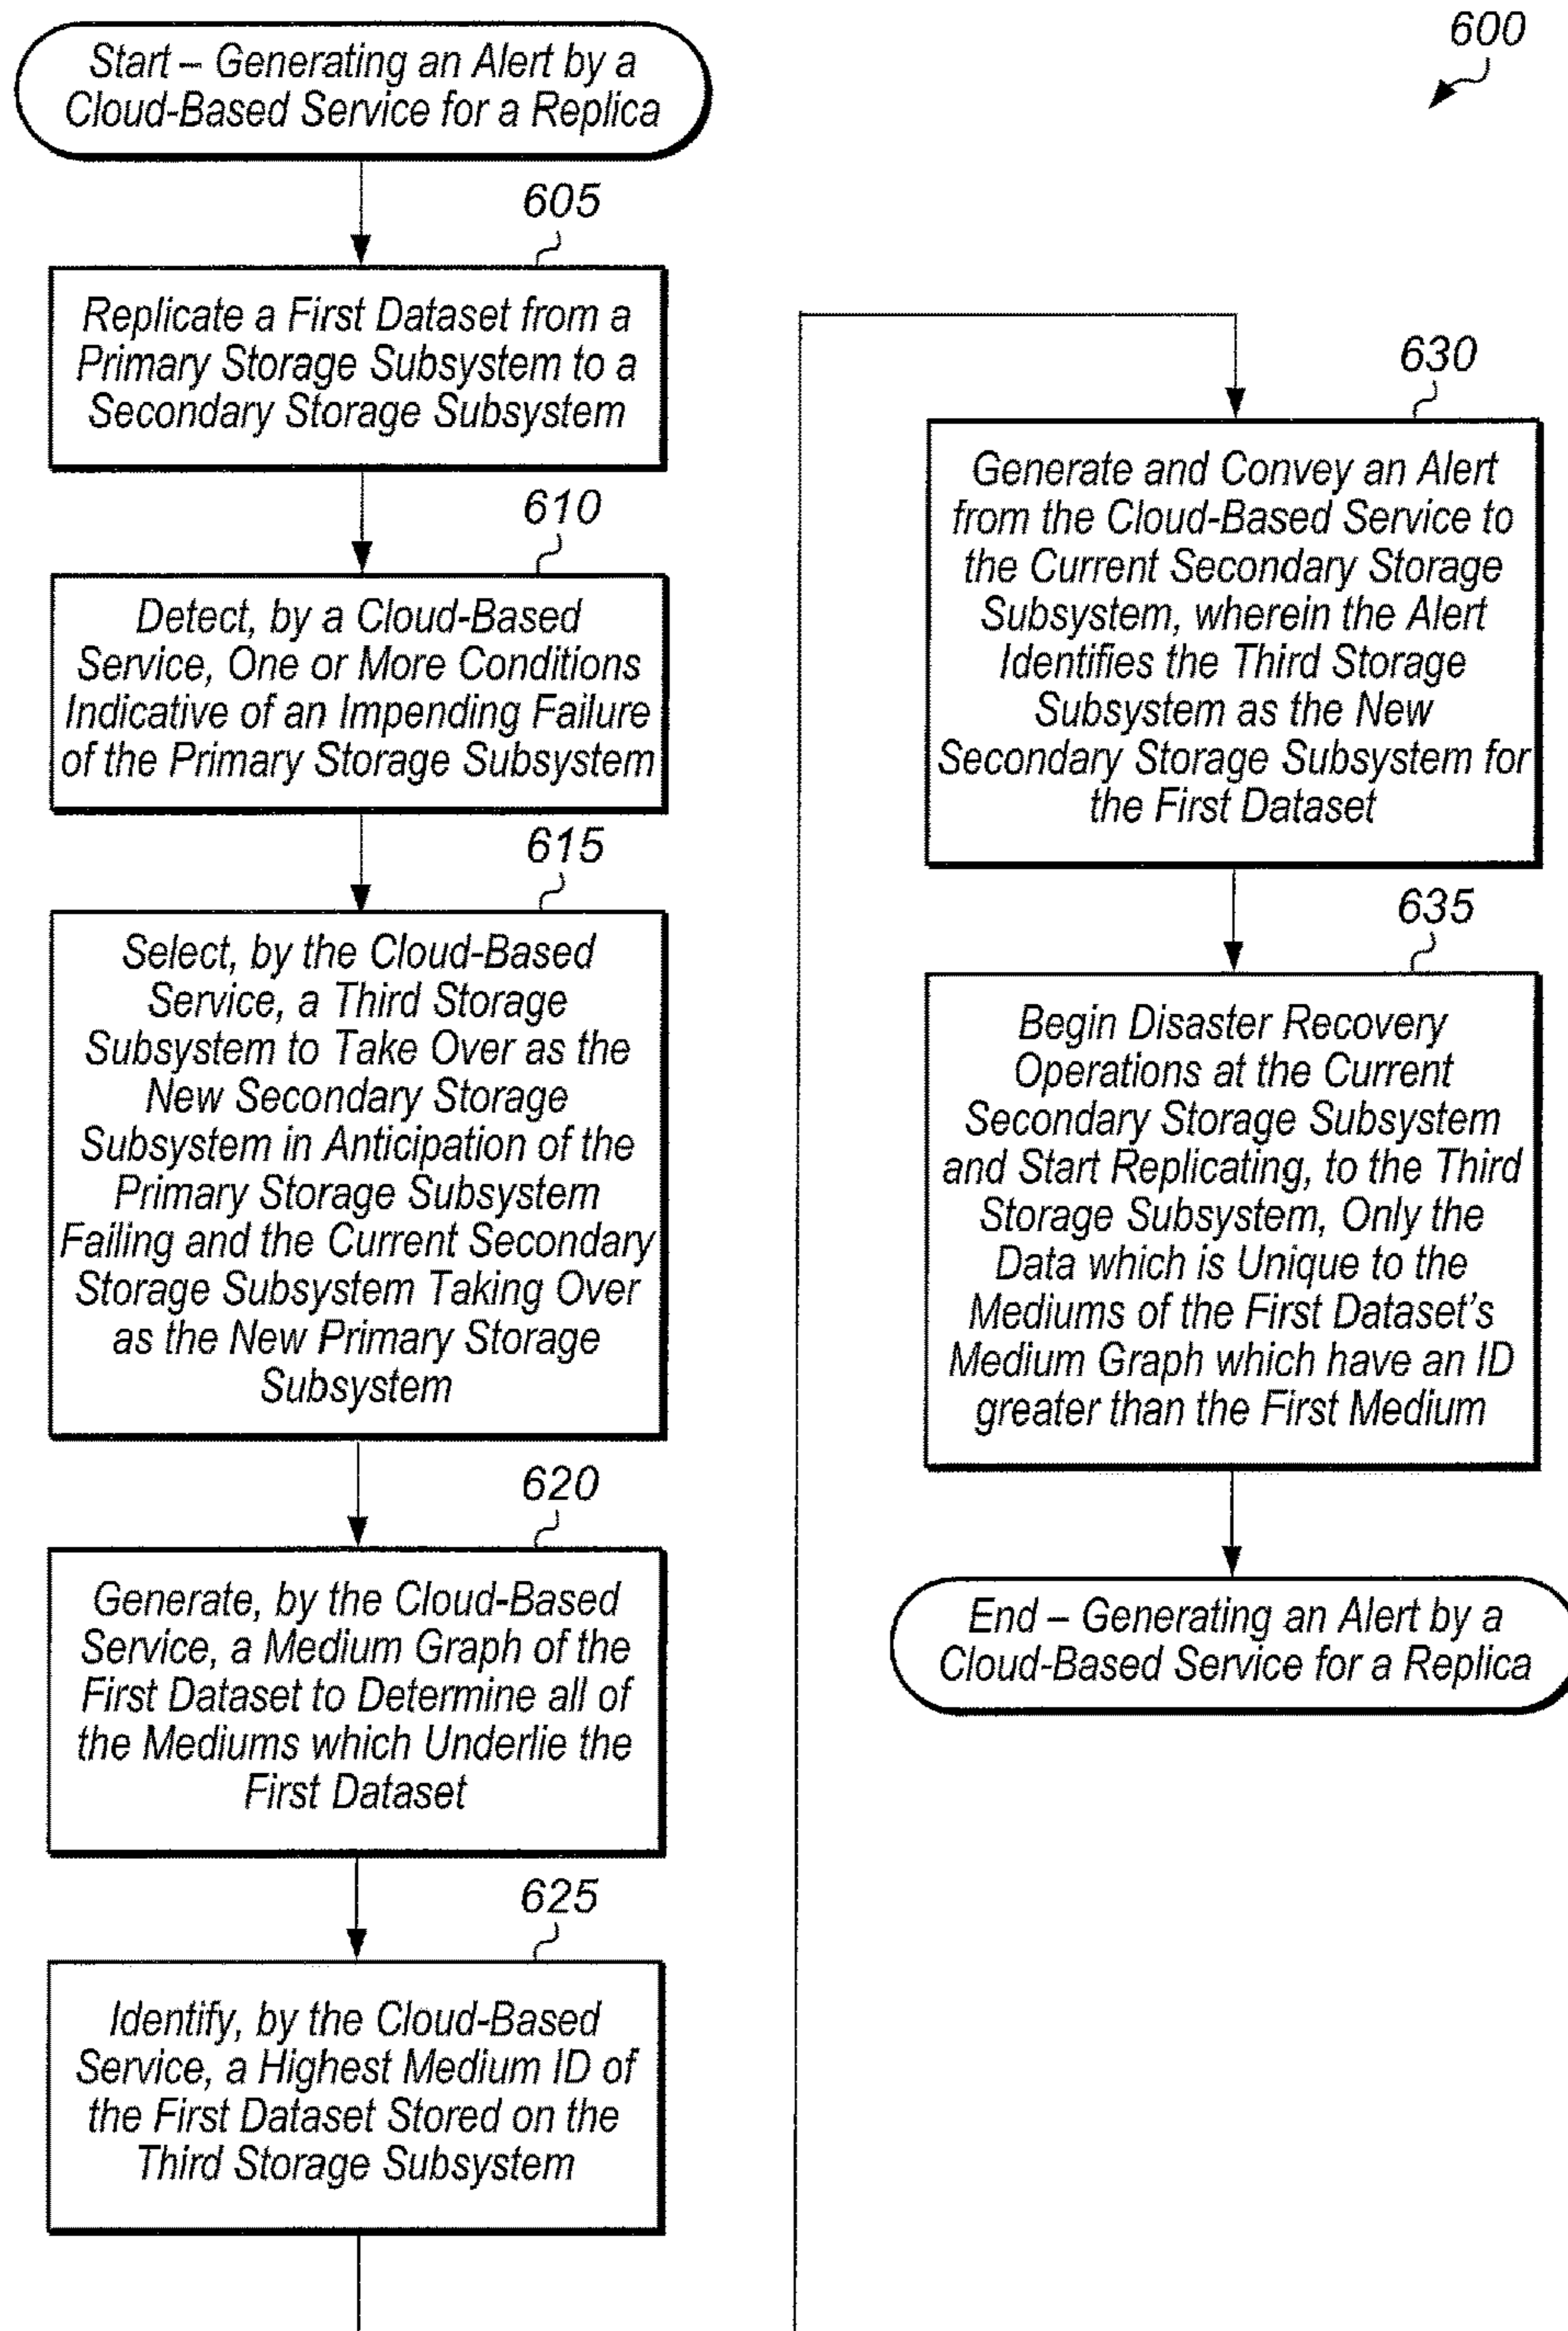 600
Start – Generating an Alert by a
Cloud-Based Service for a Replica
605
Replicate a First Dataset from a
Primary Storage Subsystem to a
Secondary Storage Subsystem
610
Detect, by a Cloud-Based
Service, One or More Conditions
Indicative of an Impending Failure
of the Primary Storage Subsystem
615
Select, by the Cloud-Based
Service, a Third Storage
Subsystem to Take Over as the
New Secondary Storage
Subsystem in Anticipation of the
Primary Storage Subsystem
Failing and the Current Secondary
Storage Subsystem Taking Over
as the New Primary Storage
Subsystem
620
Generate, by the Cloud-Based
Service, a Medium Graph of the
First Dataset to Determine all of
the Mediums which Underlie the
First Dataset
625
Identify, by the Cloud-Based
Service, a Highest Medium ID of
the First Dataset Stored on the
Third Storage Subsystem
630
Generate and Convey an Alert
from the Cloud-Based Service to
the Current Secondary Storage
Subsystem, wherein the Alert
Identifies the Third Storage
Subsystem as the New
Secondary Storage Subsystem for
the First Dataset
635
Begin Disaster Recovery
Operations at the Current
Secondary Storage Subsystem
and Start Replicating, to the Third
Storage Subsystem, Only the
Data which is Unique to the
Mediums of the First Dataset's
Medium Graph which have an ID
greater than the First Medium
End – Generating an Alert by a
Cloud-Based Service for a Replica